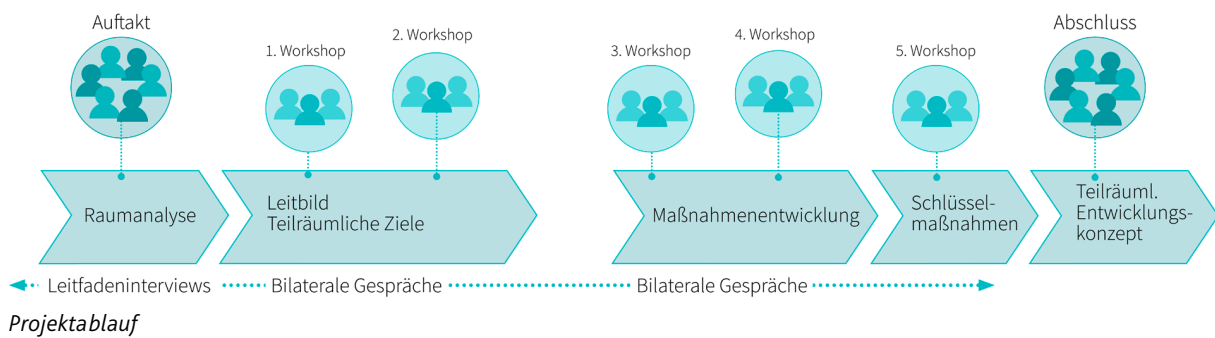 Auftakt
1. Workshop
2. Workshop
3. Workshop
4. Workshop
5. Workshop
Abschluss
Raumanalyse
Leitbild
Teilräumliche Ziele
Maßnahmenentwicklung
Schlüssel-
maßnahmen
Teilräuml.
Entwicklungs-
konzept
Leitfadeninterviews
Bilaterale Gespräche
Bilaterale Gespräche
Projektablauf